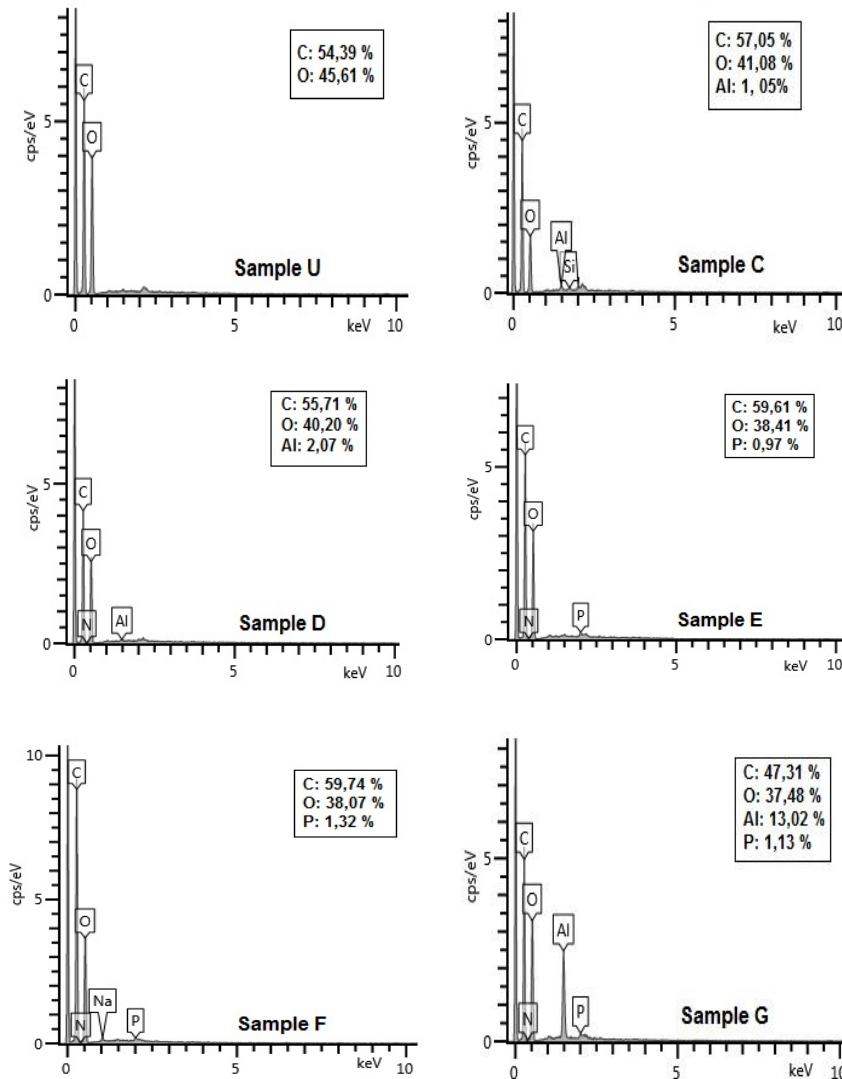 C: 54,39 %
O: 45,61 %
C
O
5
cps/eV
0
Sample U
0
5
keV
10
C: 57,05 %
O: 41,08 %
Al: 1, 05%
C
O
Al
Si
5
cps/eV
0
Sample C
0
5
keV
10
C: 55,71 %
O: 40,20 %
Al: 2,07 %
C
O
N
Al
5
cps/eV
0
Sample D
0
5
keV
10
C: 59,61 %
O: 38,41 %
P: 0,97 %
C
O
N
P
5
cps/eV
0
Sample E
0
5
keV
10
C: 59,74 %
O: 38,07 %
P: 1,32 %
10
C
O
N
Na
P
5
cps/eV
0
Sample F
0
5
keV
10
C: 47,31 %
O: 37,48 %
Al: 13,02 %
P: 1,13 %
C
O
Al
N
P
5
cps/eV
0
Sample G
0
5
keV
10